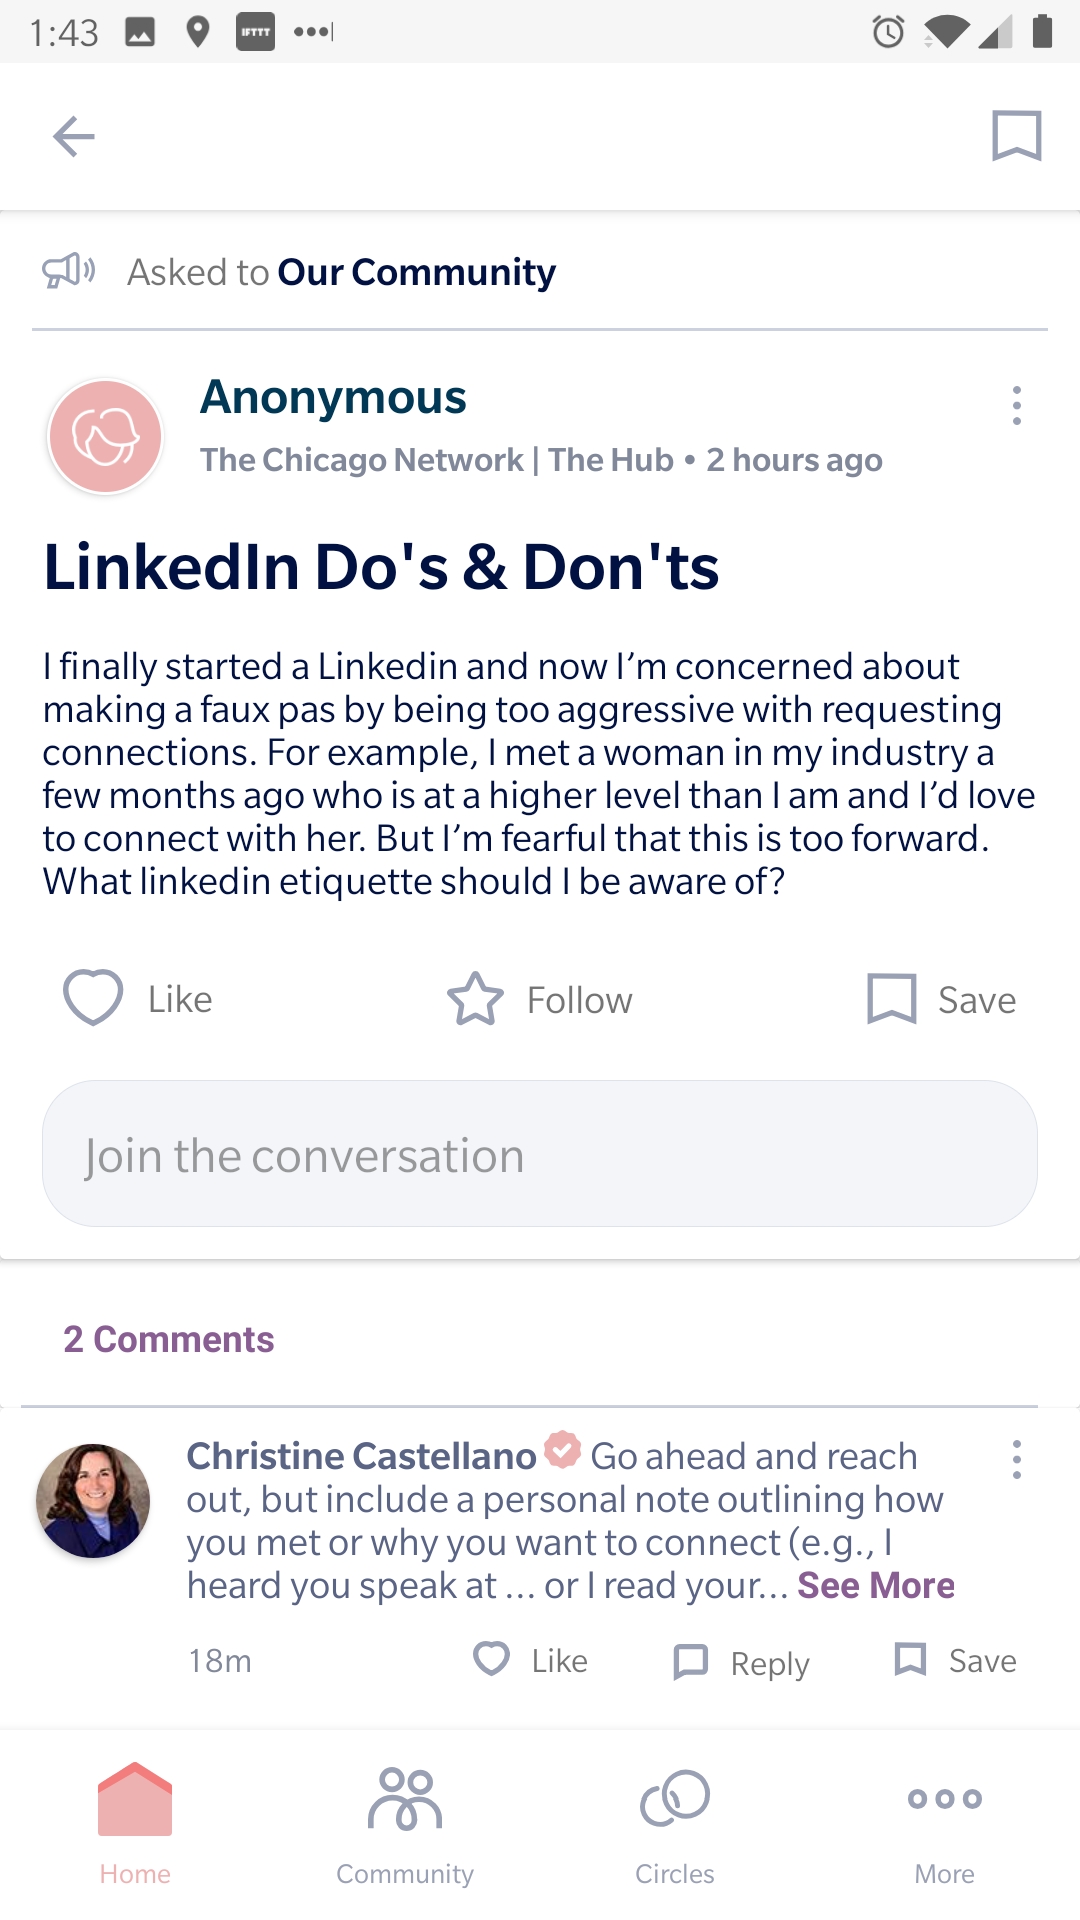 1:43
IFTTT
Asked to Our Community
Anonymous
The Chicago Network | The Hub • 2 hours ago
LinkedIn Do's & Don'ts
I finally started a Linkedin and now I’m concerned about
making a faux pas by being too aggressive with requesting
connections. For example, I met a woman in my industry a
few months ago who is at a higher level than I am and I’d love
to connect with her. But I’m fearful that this is too forward.
What linkedin etiquette should I be aware of?
Like Follow Save
Join the conversation
2 Comments
Christine Castellano Go ahead and reach
out, but include a personal note outlining how
you met or why you want to connect (e.g., I
heard you speak at ... or I read your... See More
18m Like Reply Save
Home Community Circles More